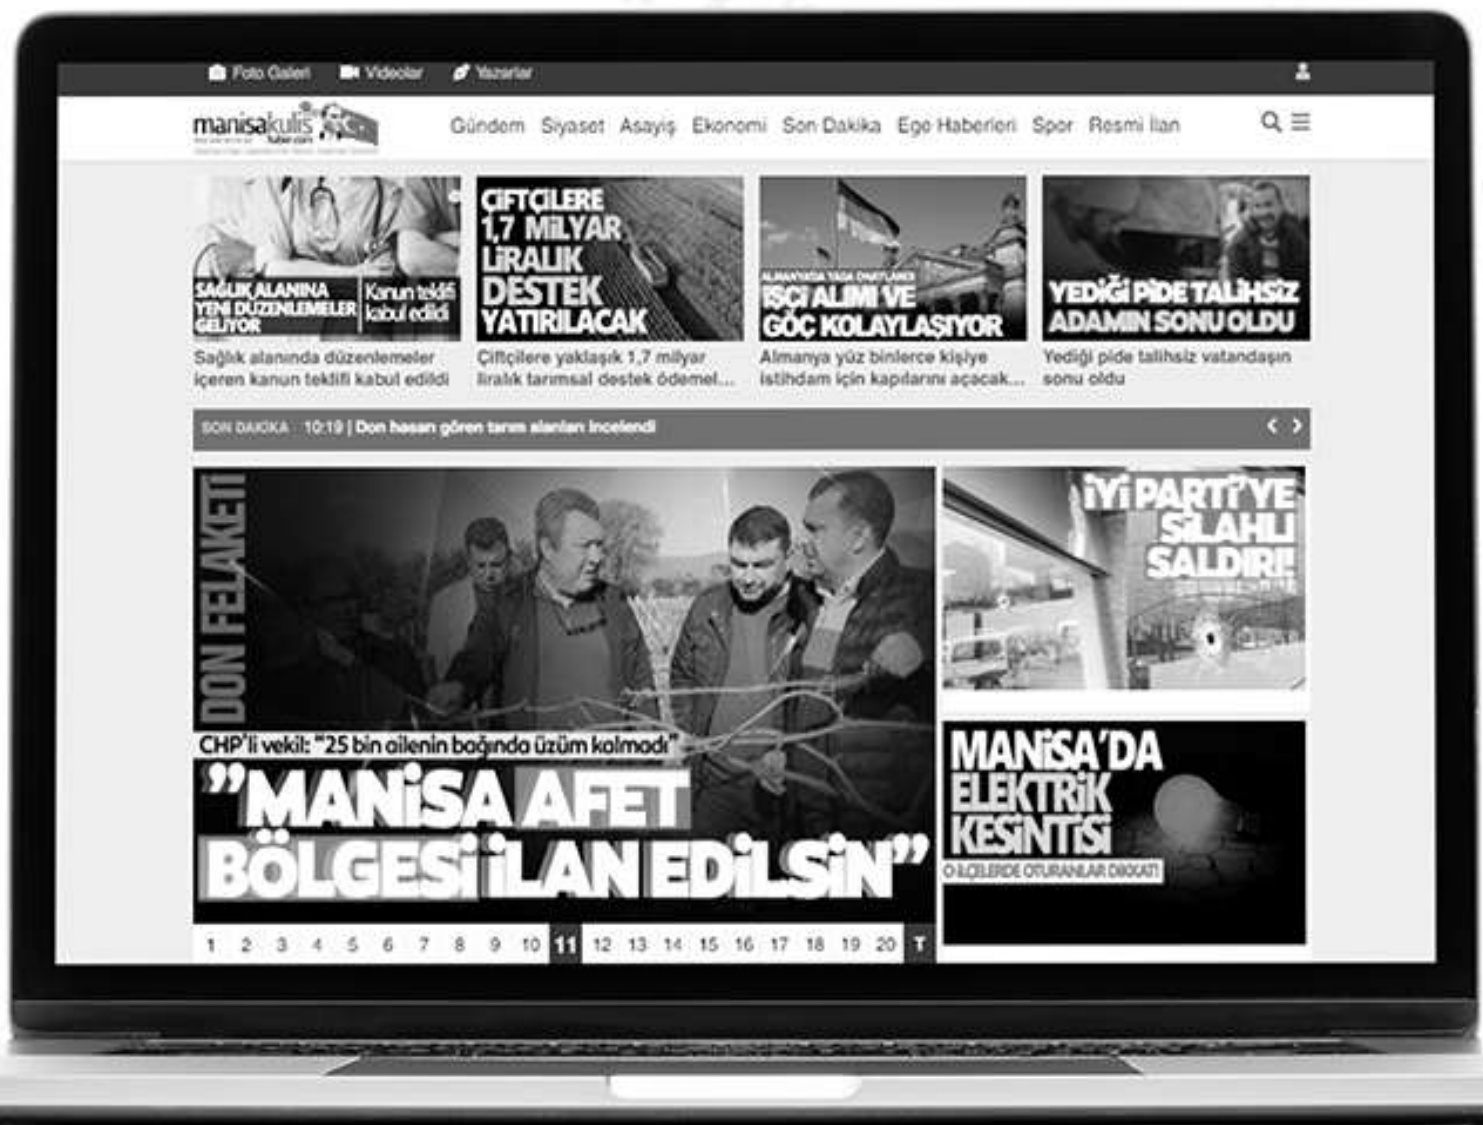 Foto Galeri Videolar Yazarlar
manisakulis
haber.com
Gündem Siyaset Asayiş Ekonomi Son Dakika Ege Haberleri Spor Resmi İlan
SAĞLIK ALANINA
YENİ DÜZENLEMELER
GELİYOR
Kanun teklifi
kabul edildi
Sağlık alanında düzenlemeler
içeren kanun teklifi kabul edildi
ÇİFTÇİLERE
1,7 MİLYAR
LİRALIK
DESTEK
YATIRILACAK
Çiftçilere yaklaşık 1,7 milyar
liralık tarımsal destek ödemel...
ALMANYA'DA YASA ONAYLANDI
İŞÇİ ALIMI VE
GÖÇ KOLAYLAŞIYOR
Almanya yüz binlerce kişiye
istihdam için kapılarını açacak...
YEDİĞİ PİDE TALİHSİZ
ADAMIN SONU OLDU
Yediği pide talihsiz vatandaşın
sonu oldu
SON DAKİKA 10:19 | Don hasarı gören tarım alanları incelendi
DON FELAKETİ
CHP'li vekil: "25 bin ailenin bağında üzüm kalmadı"
"MANİSA AFET
BÖLGESİ İLAN EDİLSİN"
1 2 3 4 5 6 7 8 9 10 11 12 13 14 15 16 17 18 19 20 T
İYİ PARTİ'YE
SİLAHLI
SALDIRI!
MANİSA'DA
ELEKTRİK
KESİNTİSİ
O İLÇELERDE OTURANLAR DİKKAT!